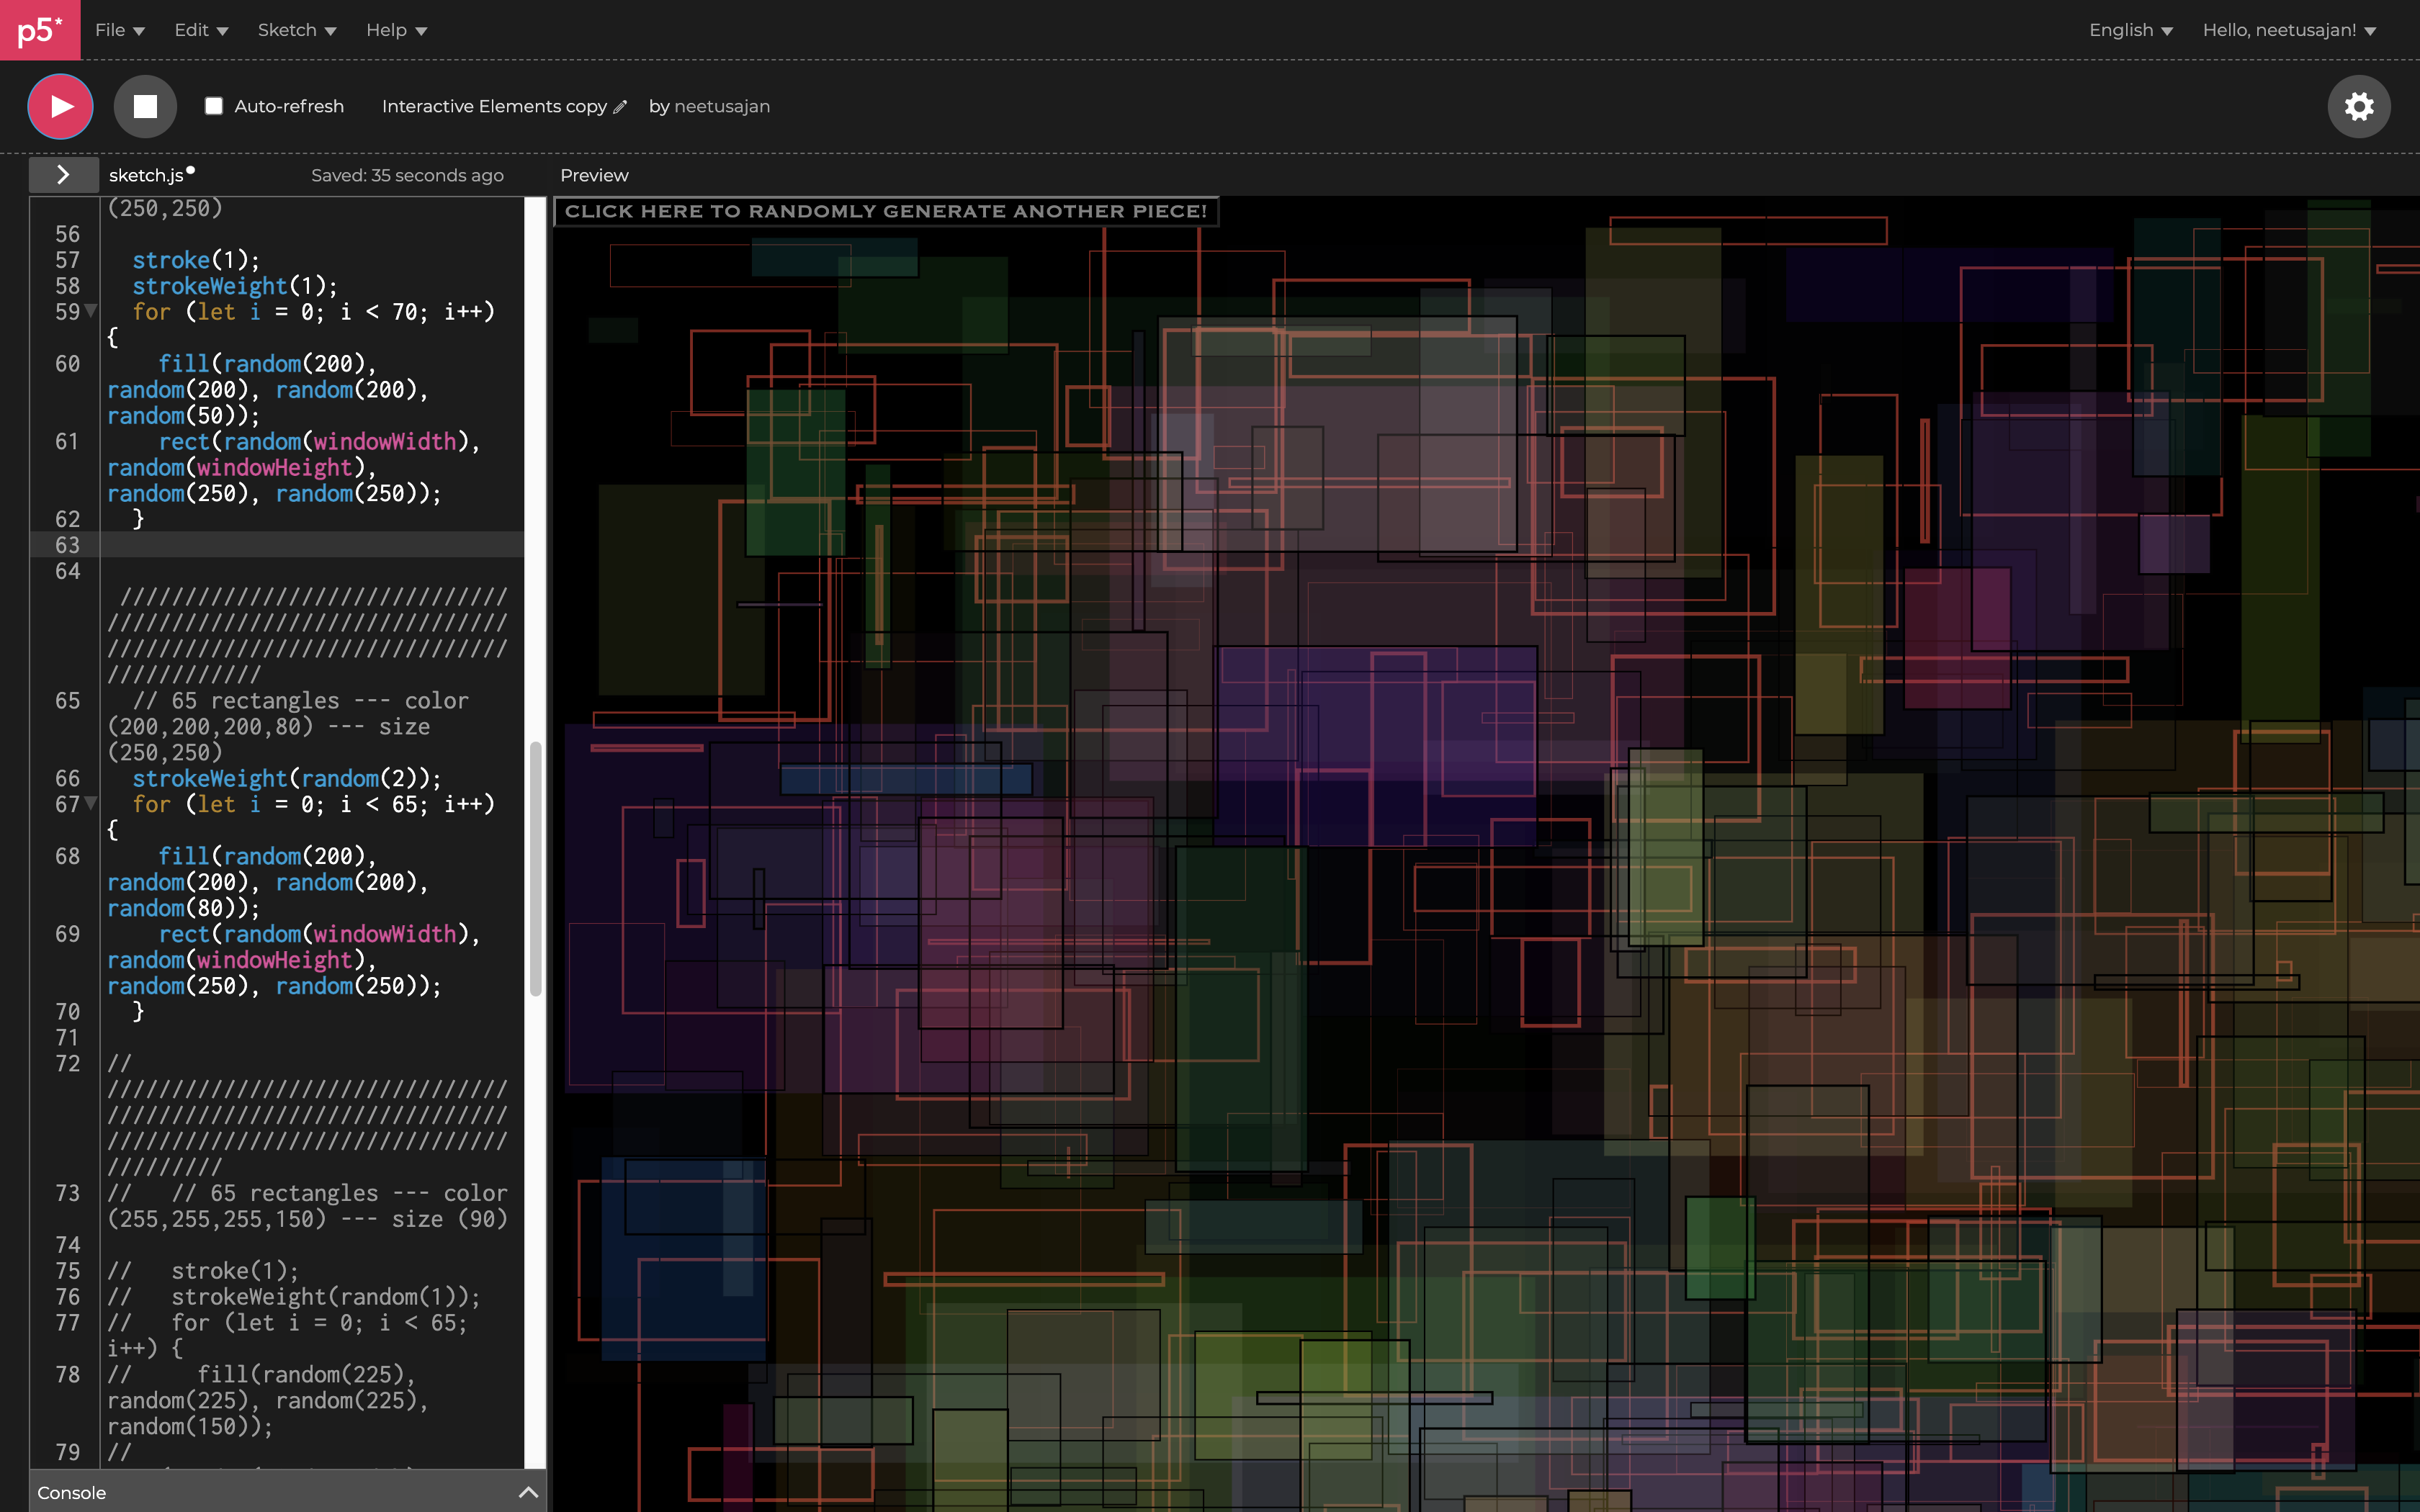 p5* File Edit Sketch Help English Hello, neetusajan!
Auto-refresh Interactive Elements copy by neetusajan
sketch.js Saved: 35 seconds ago Preview
CLICK HERE TO RANDOMLY GENERATE ANOTHER PIECE!
(250,250)
56
57 stroke(1);
58 strokeWeight(1);
59 for (let i = 0; i < 70; i++)
{
60 fill(random(200),
random(200), random(200),
random(50));
61 rect(random(windowWidth),
random(windowHeight),
random(250), random(250));
62 }
63
64
//////////////////////////////
///////////////////////////////
///////////////////////////////
////////////
65 // 65 rectangles --- color
(200,200,200,80) --- size
(250,250)
66 strokeWeight(random(2));
67 for (let i = 0; i < 65; i++)
{
68 fill(random(200),
random(200), random(200),
random(80));
69 rect(random(windowWidth),
random(windowHeight),
random(250), random(250));
70 }
71
72 //
///////////////////////////////
///////////////////////////////
///////////////////////////////
/////////
73 // // 65 rectangles --- color
(255,255,255,150) --- size (90)
74
75 // stroke(1);
76 // strokeWeight(random(1));
77 // for (let i = 0; i < 65;
i++) {
78 // fill(random(225),
random(225), random(225),
random(150));
79 //
Console